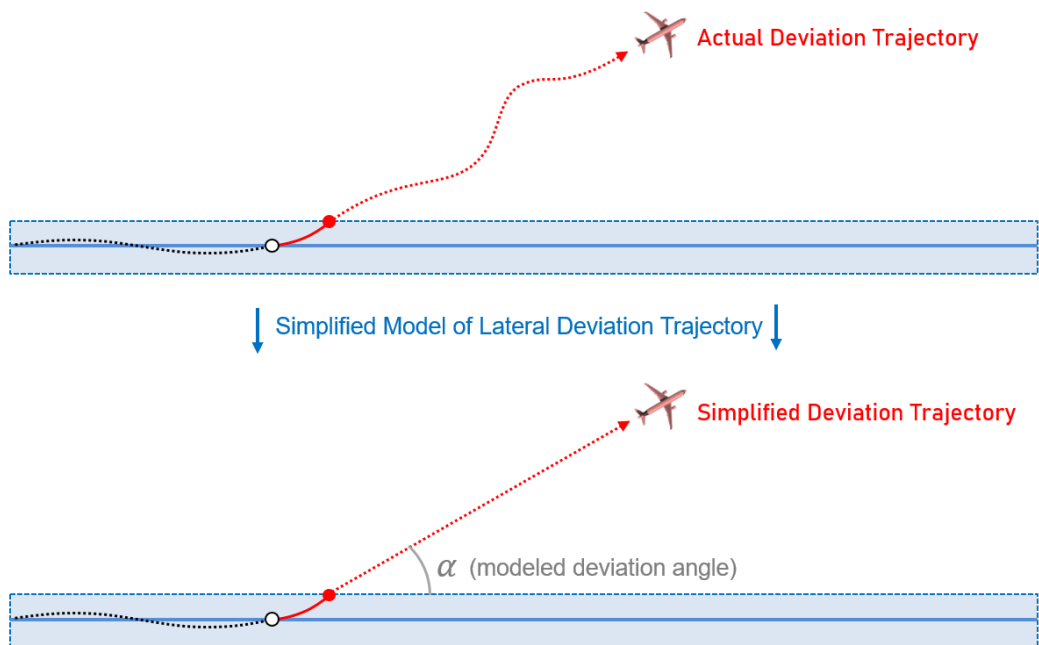 Actual Deviation Trajectory
Simplified Model of Lateral Deviation Trajectory
Simplified Deviation Trajectory
α (modeled deviation angle)